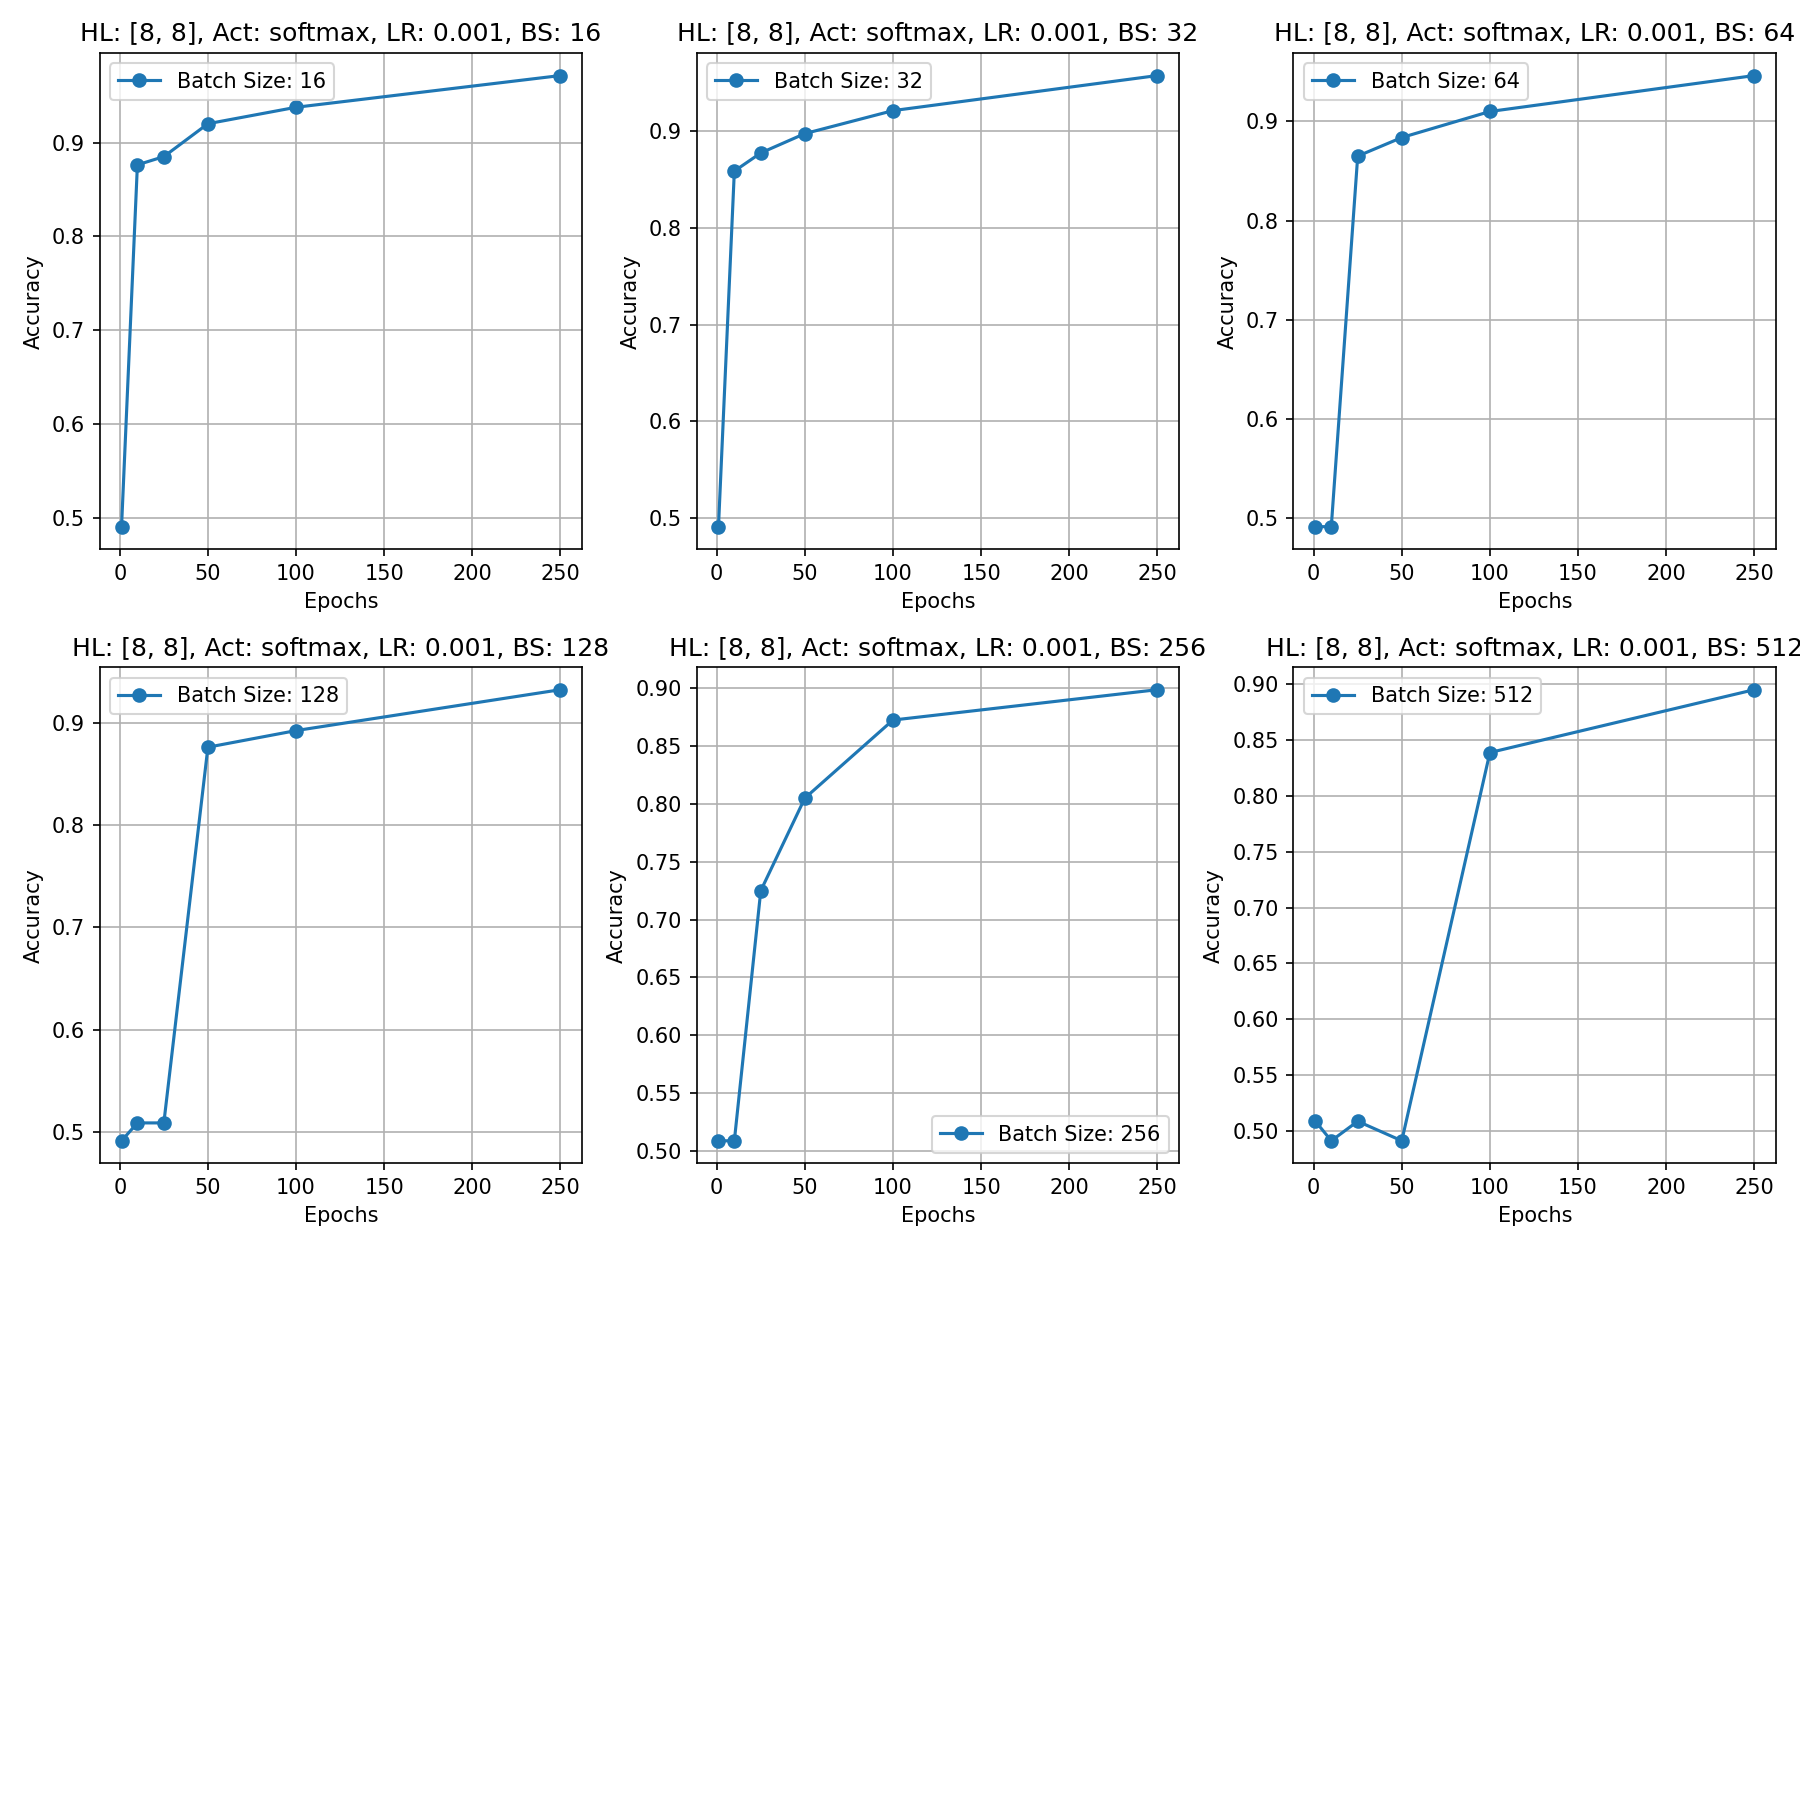 HL: [8, 8], Act: softmax, LR: 0.001, BS: 16
Batch Size: 16
Accuracy
0.9
0.8
0.7
0.6
0.5
0 50 100 150 200 250
Epochs
HL: [8, 8], Act: softmax, LR: 0.001, BS: 32
Batch Size: 32
Accuracy
0.9
0.8
0.7
0.6
0.5
0 50 100 150 200 250
Epochs
HL: [8, 8], Act: softmax, LR: 0.001, BS: 64
Batch Size: 64
Accuracy
0.9
0.8
0.7
0.6
0.5
0 50 100 150 200 250
Epochs
HL: [8, 8], Act: softmax, LR: 0.001, BS: 128
Batch Size: 128
Accuracy
0.9
0.8
0.7
0.6
0.5
0 50 100 150 200 250
Epochs
HL: [8, 8], Act: softmax, LR: 0.001, BS: 256
Accuracy
0.90
0.85
0.80
0.75
0.70
0.65
0.60
0.55
0.50
Batch Size: 256
0 50 100 150 200 250
Epochs
HL: [8, 8], Act: softmax, LR: 0.001, BS: 512
Batch Size: 512
Accuracy
0.90
0.85
0.80
0.75
0.70
0.65
0.60
0.55
0.50
0 50 100 150 200 250
Epochs